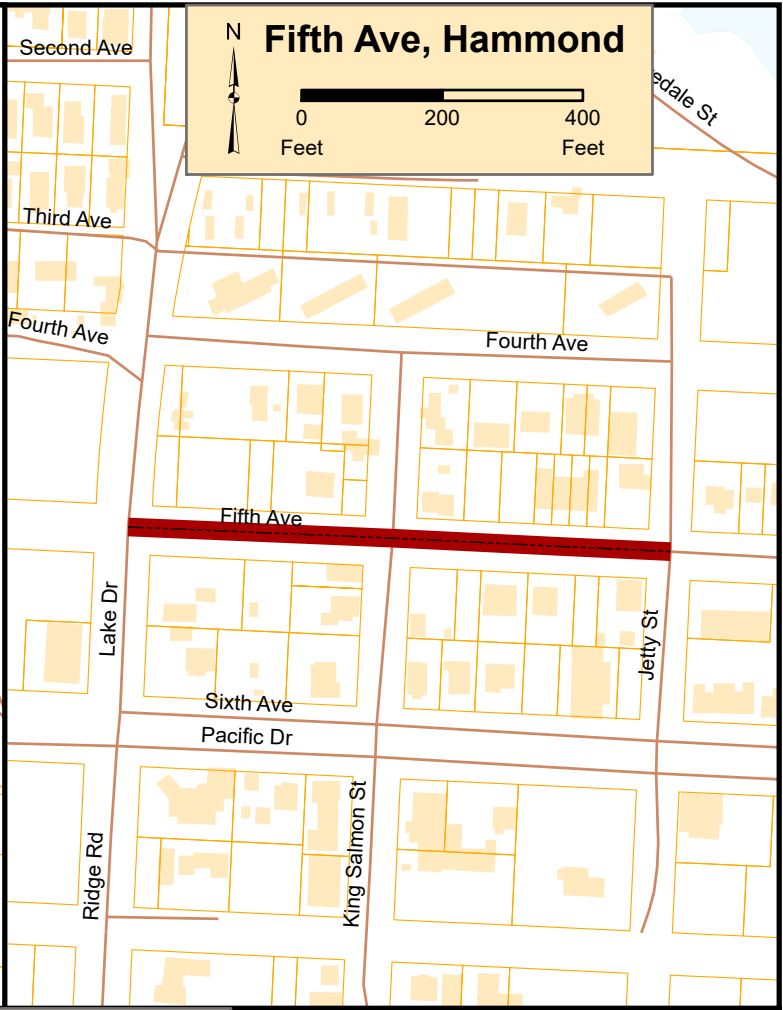 Second Ave
N
Fifth Ave, Hammond
0 200 400
Feet Feet
Third Ave
Fourth Ave
Fourth Ave
Fifth Ave
Lake Dr
Jetty St
Sixth Ave
Pacific Dr
King Salmon St
Ridge Rd